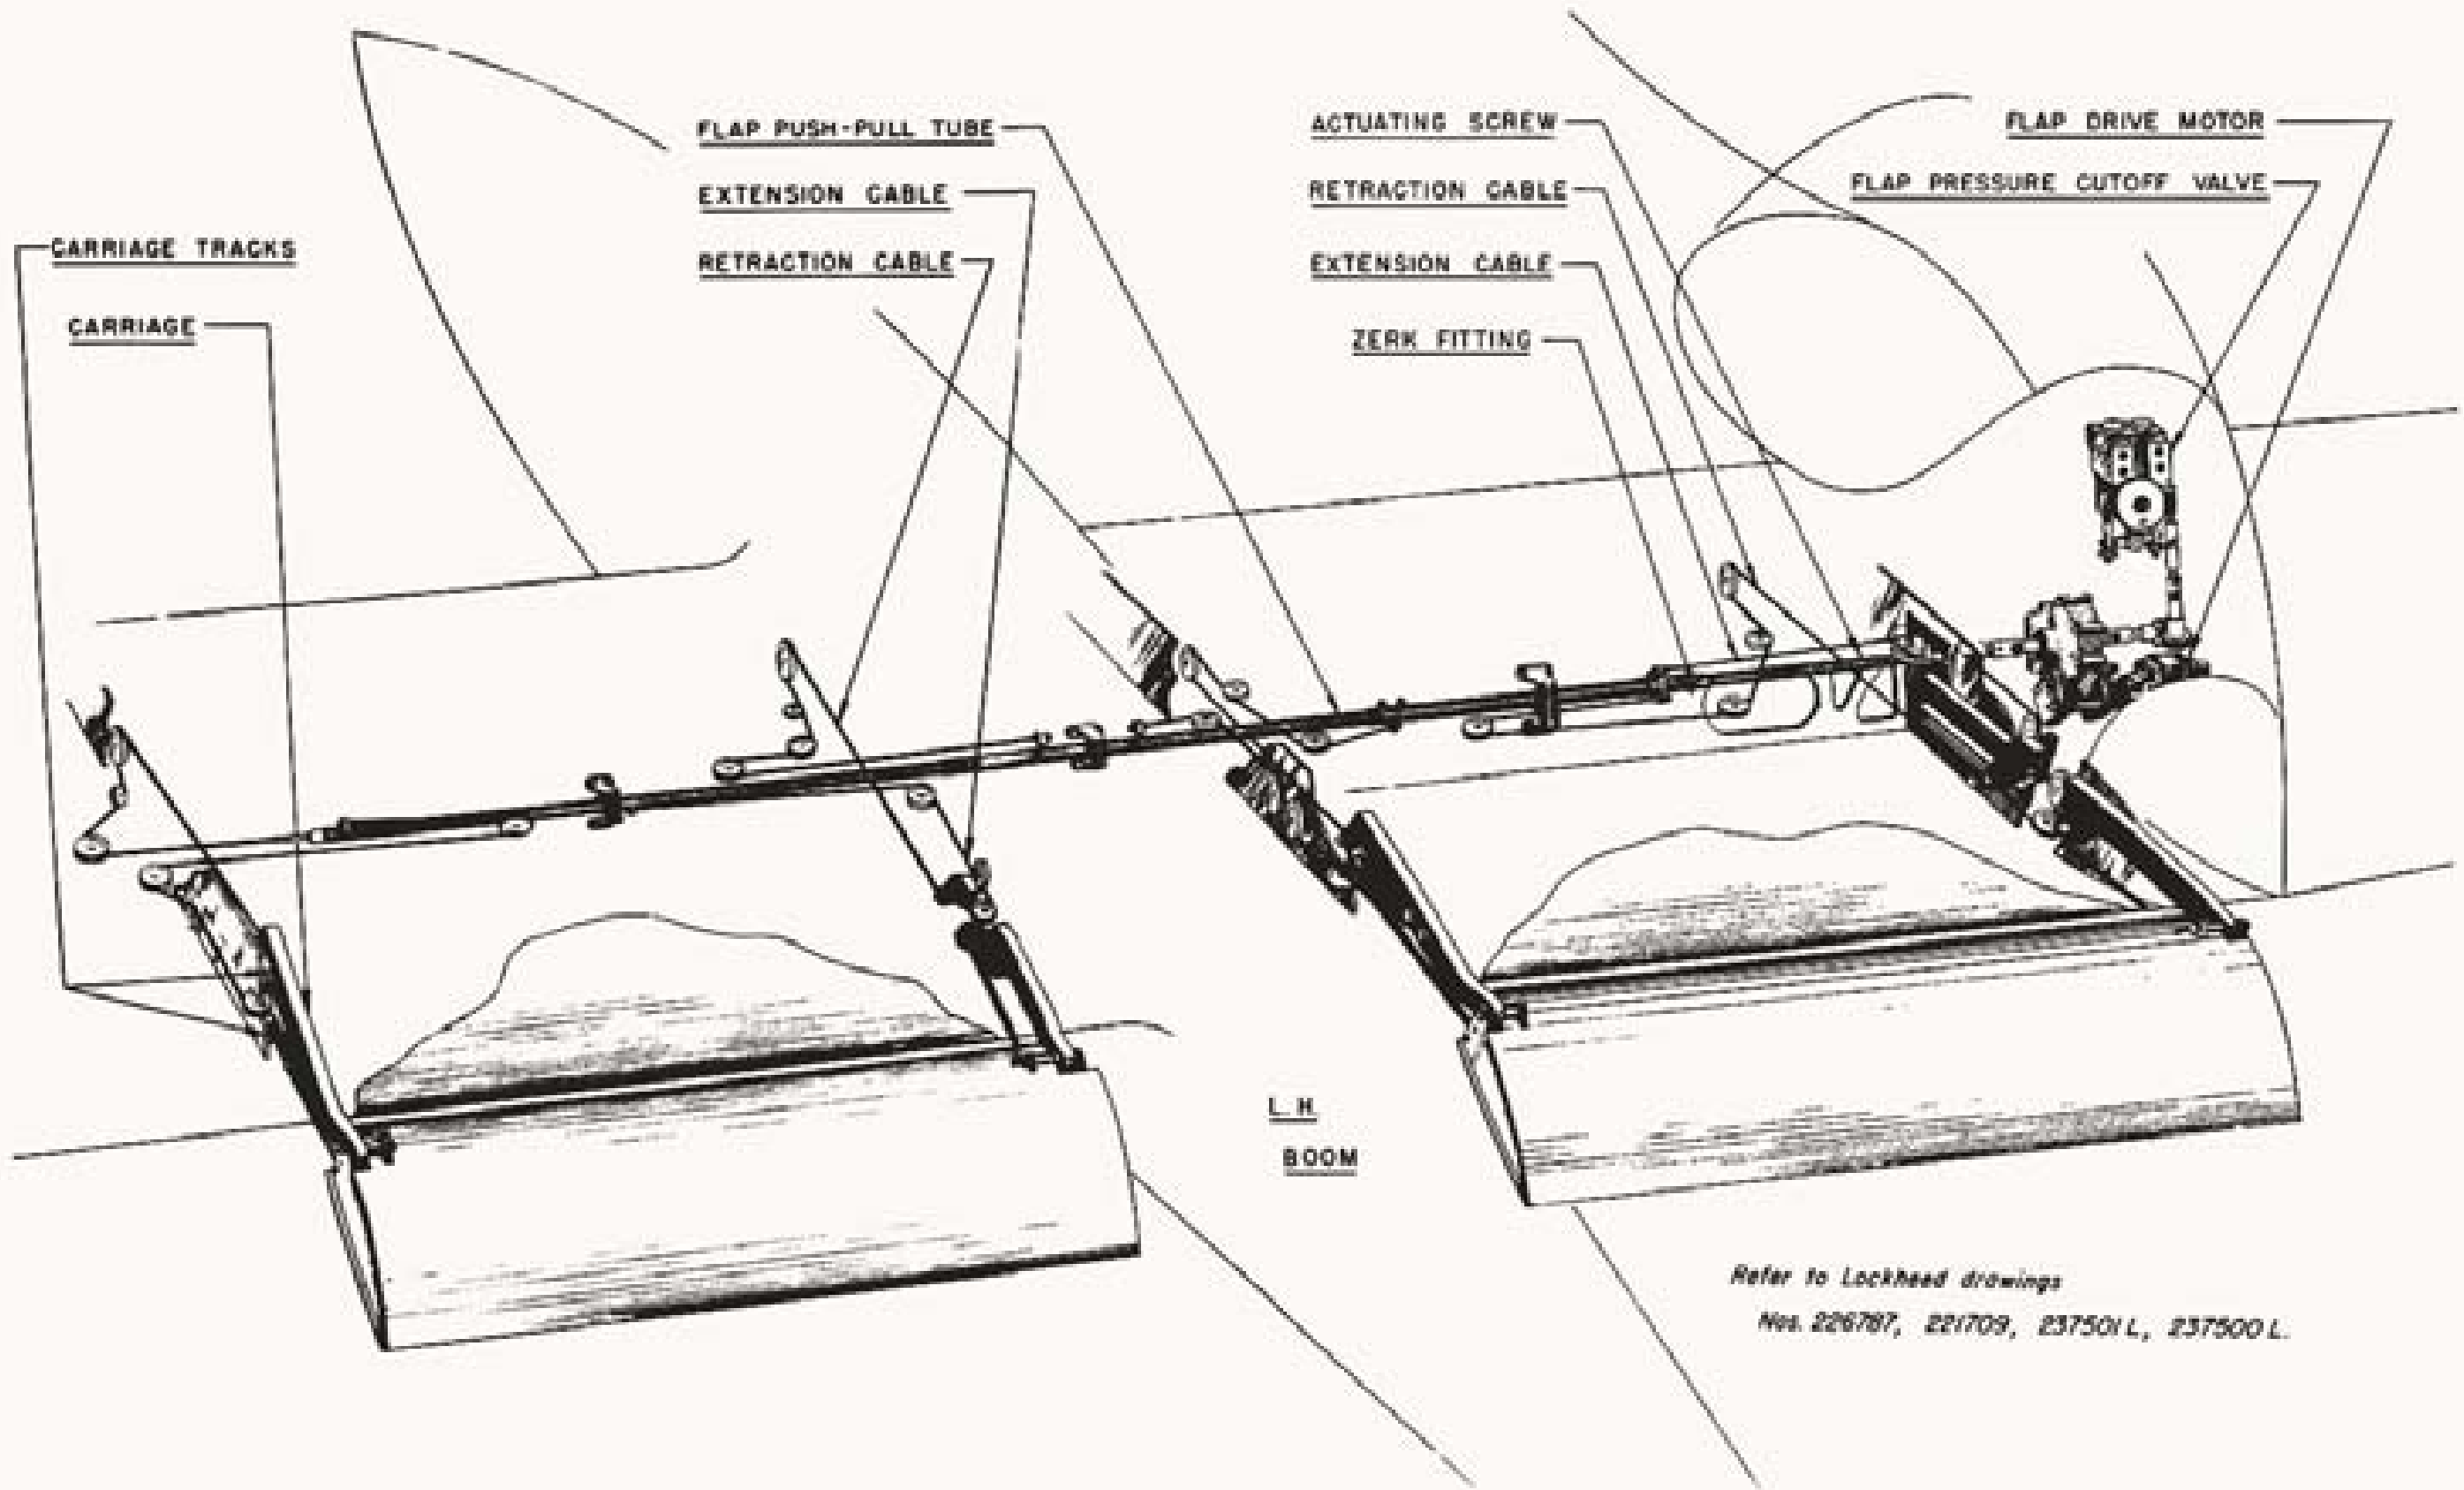 CARRIAGE TRACKS
CARRIAGE
FLAP PUSH-PULL TUBE
EXTENSION CABLE
RETRACTION CABLE
ACTUATING SCREW
RETRACTION CABLE
EXTENSION CABLE
ZERK FITTING
FLAP DRIVE MOTOR
FLAP PRESSURE CUTOFF VALVE
L. H.
BOOM
Refer to Lockheed drawings
Nos. 226787, 221709, 237501L, 237500L.